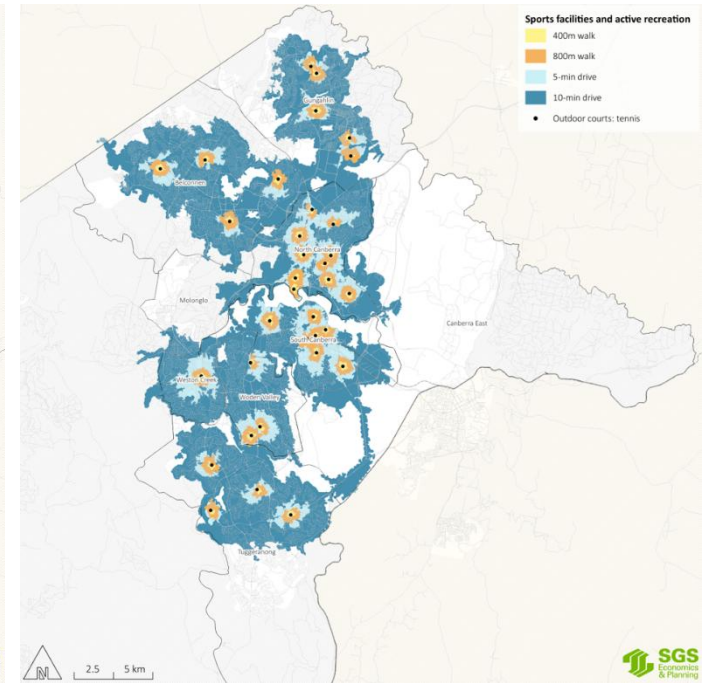 Sports facilities and active recreation
400m walk
800m walk
5-min drive
10-min drive
Outdoor courts: tennis
Gungahlin
Belconnen
North Canberra
Molonglo
Canberra East
South Canberra
Weston Creek
Woden Valley
Tuggeranong
N
2.5 5 km
SGS
Economics
& Planning